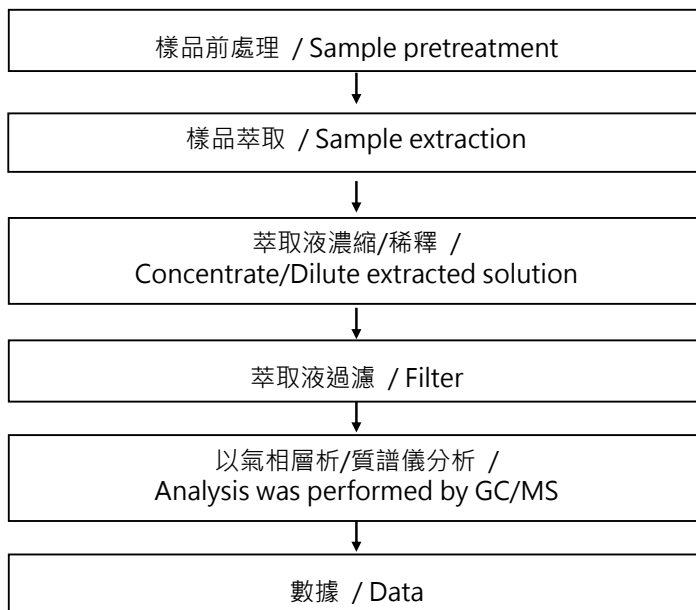 樣品前處理 / Sample pretreatment
樣品萃取 / Sample extraction
萃取液濃縮/稀釋 /
Concentrate/Dilute extracted solution
萃取液過濾 / Filter
以氣相層析/質譜儀分析 /
Analysis was performed by GC/MS
數據 / Data